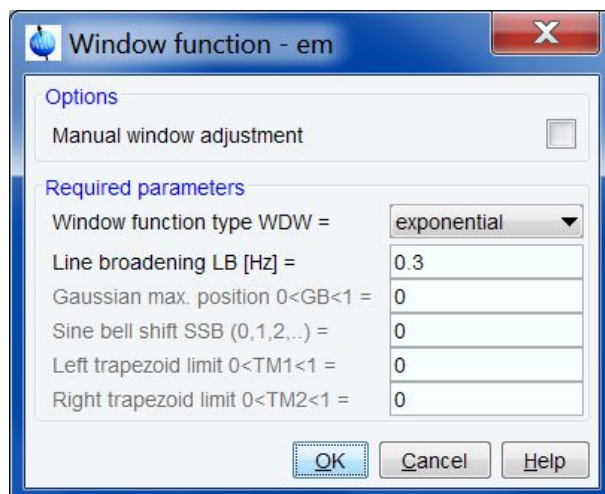 Window function - em
X
Options
Manual window adjustment
Required parameters
Window function type WDW = exponential
Line broadening LB [Hz] = 0.3
Gaussian max. position 0<GB<1 = 0
Sine bell shift SSB (0,1,2,..) = 0
Left trapezoid limit 0<TM1<1 = 0
Right trapezoid limit 0<TM2<1 = 0
OK Cancel Help